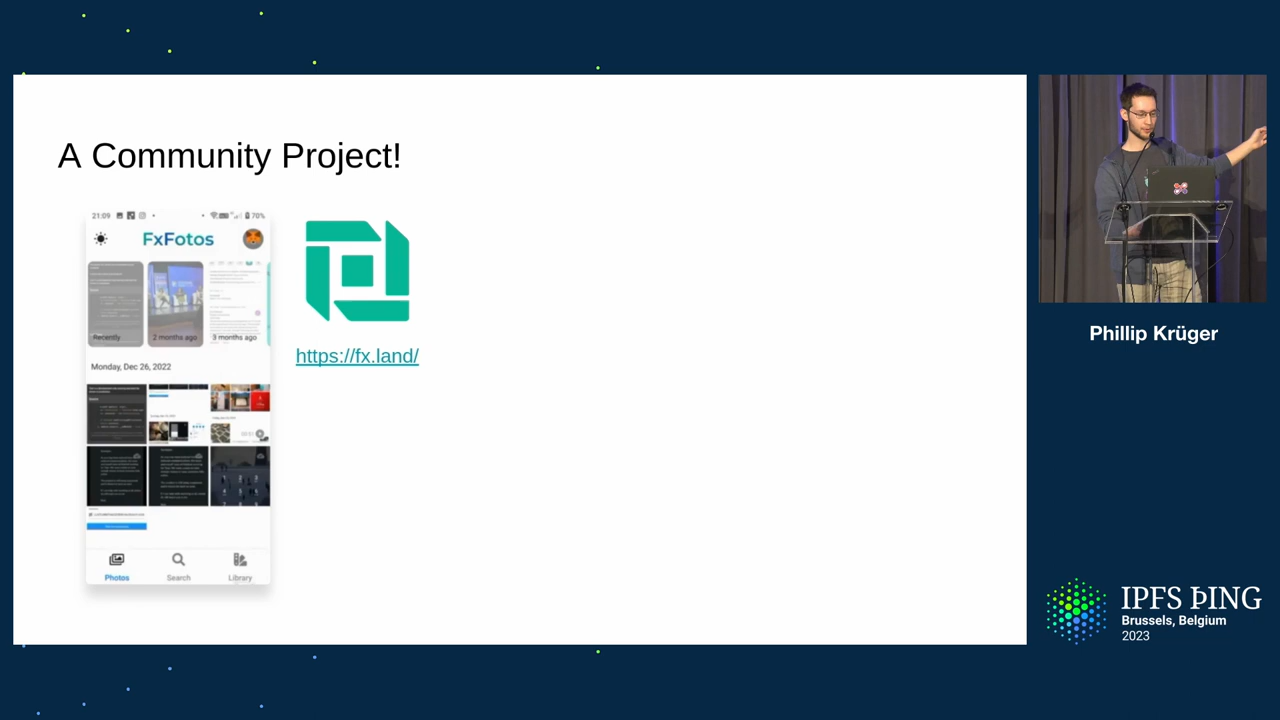 A Community Project!
21:09
70%
FxFotos
Recently
2 months ago
3 months ago
Monday, Dec 26, 2022
Photos
Search
Library
https://fx.land/
Phillip Krüger
IPFS ÞING
Brussels, Belgium
2023